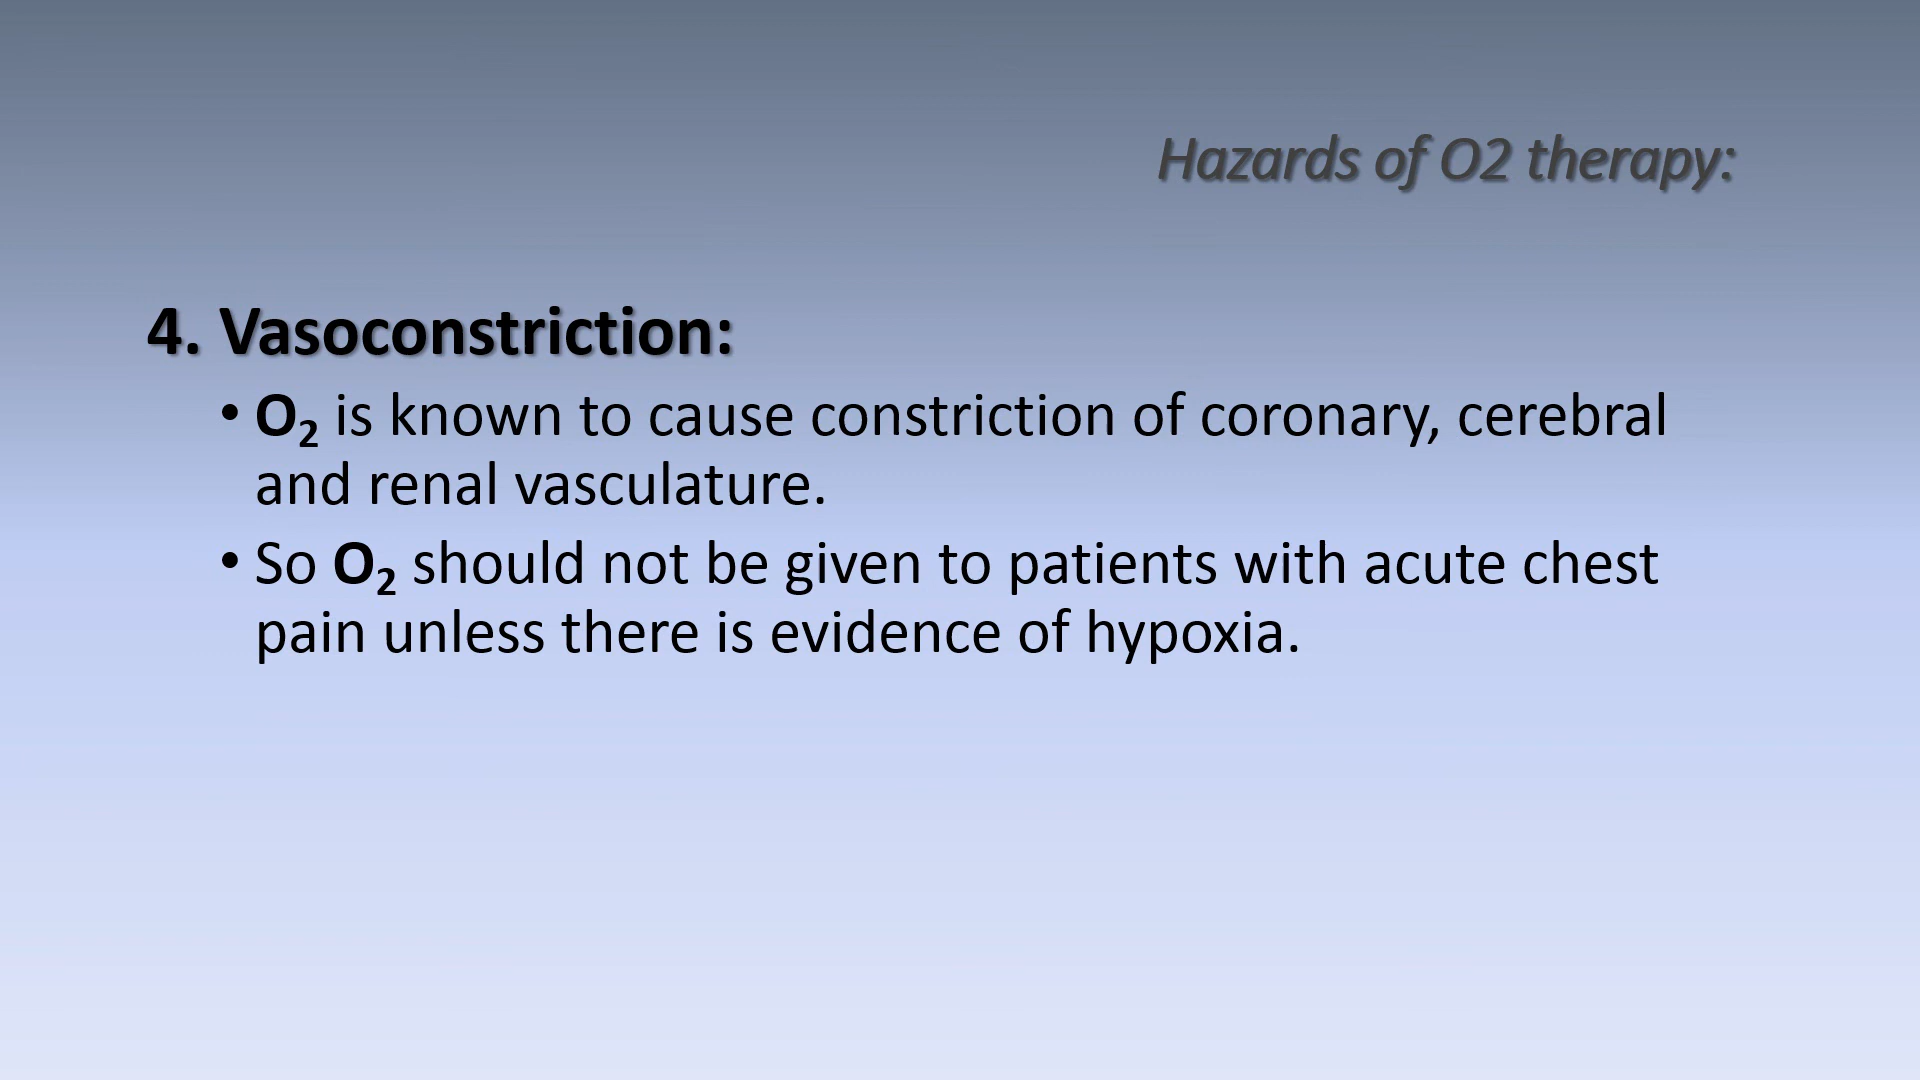 Hazards of O2 therapy:
4. Vasoconstriction:
• O₂ is known to cause constriction of coronary, cerebral
and renal vasculature.
• So O₂ should not be given to patients with acute chest
pain unless there is evidence of hypoxia.